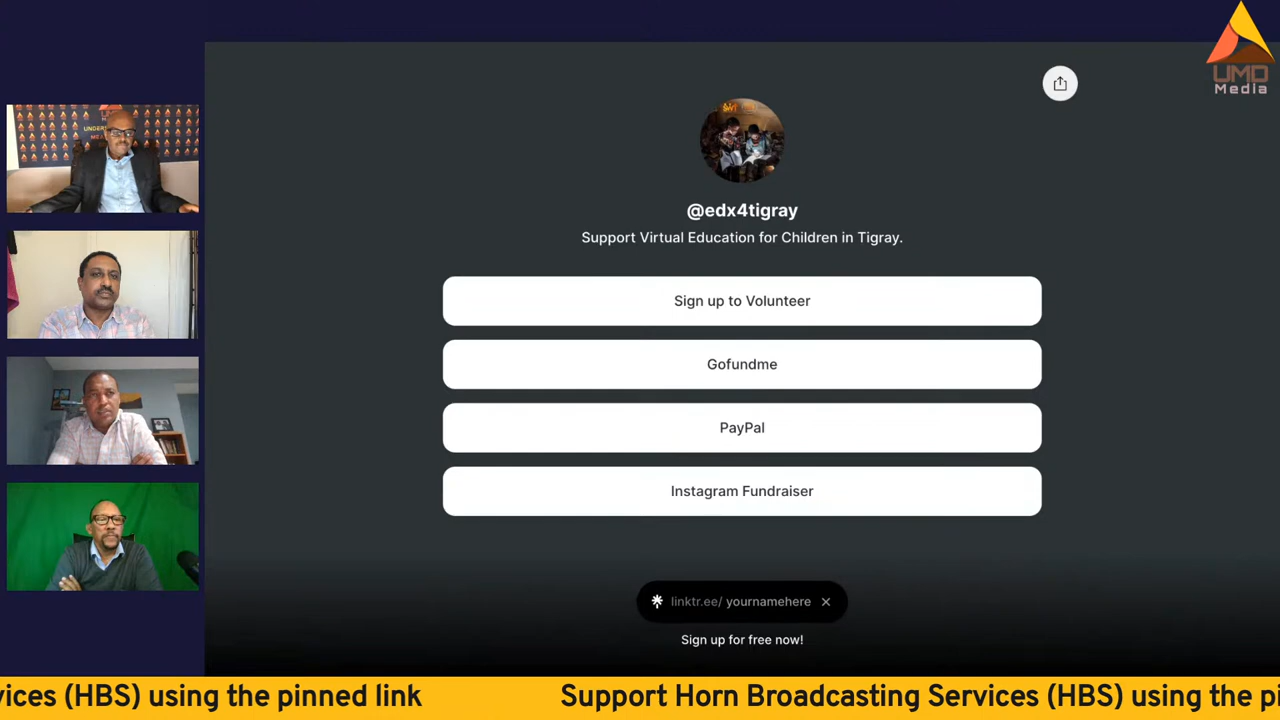 UMD
Media
@edx4tigray
Support Virtual Education for Children in Tigray.
Sign up to Volunteer
Gofundme
PayPal
Instagram Fundraiser
linktr.ee/ yournamehere
Sign up for free now!
vices (HBS) using the pinned link Support Horn Broadcasting Services (HBS) using the pi